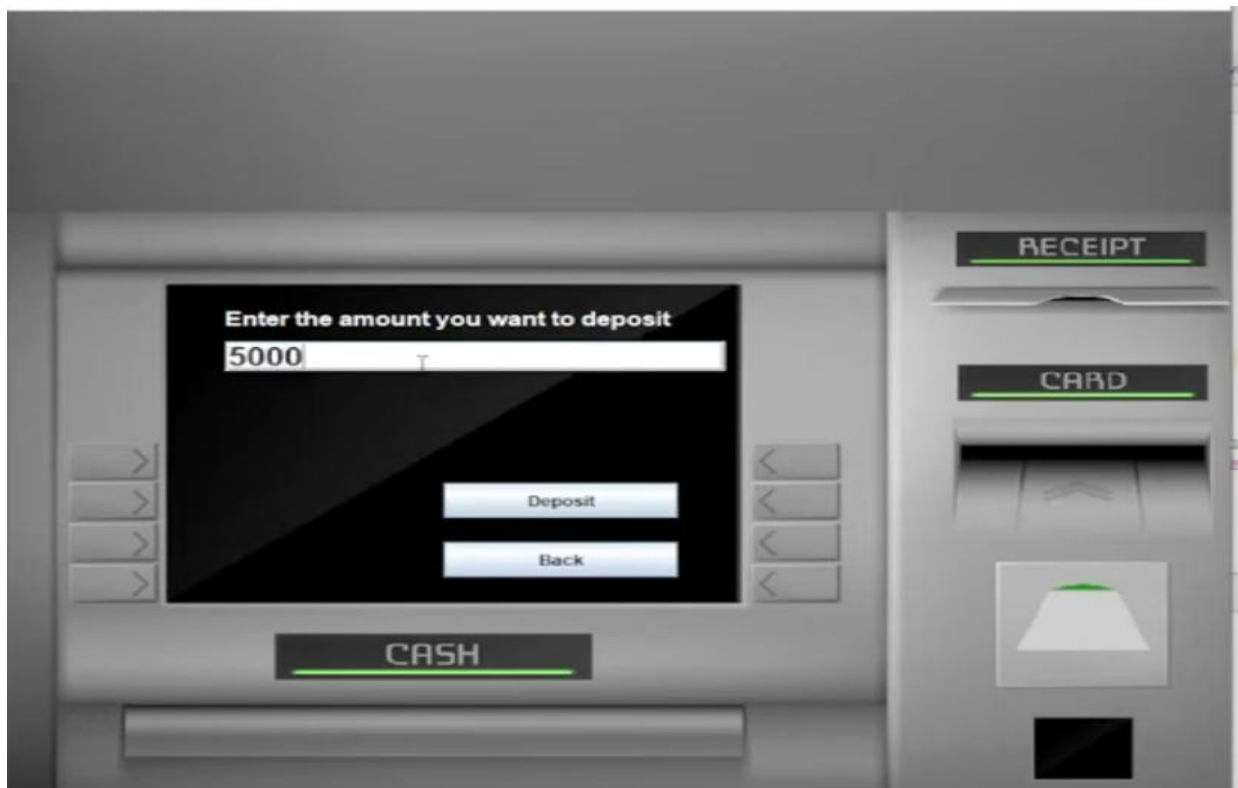 RECEIPT
Enter the amount you want to deposit
5000
CARD
Deposit
Back
CASH